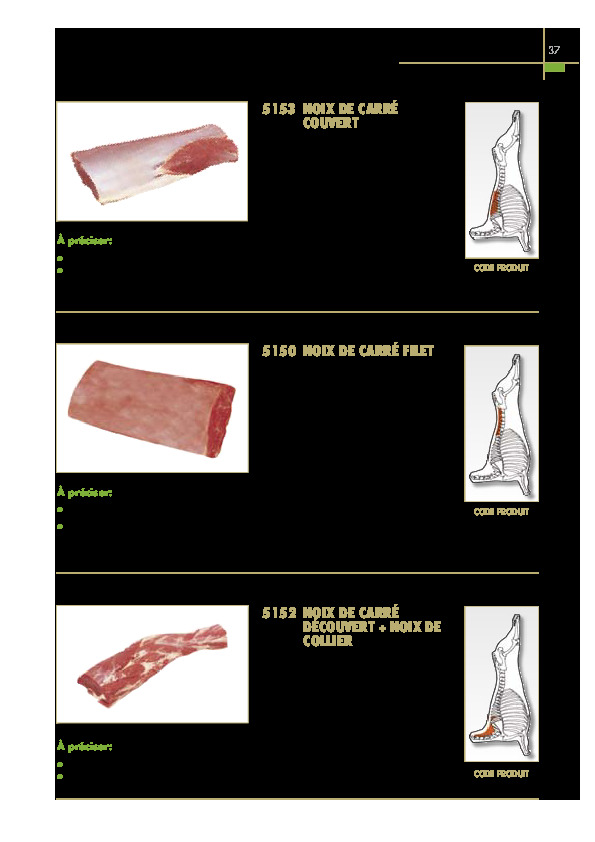 37
5153 NOIX DE CARRÉ
COUVERT
À préciser:
CODE PRODUIT
5150 NOIX DE CARRÉ FILET
À préciser:
CODE PRODUIT
5152 NOIX DE CARRÉ
DÉCOUVERT + NOIX DE
COLLIER
À préciser:
CODE PRODUIT